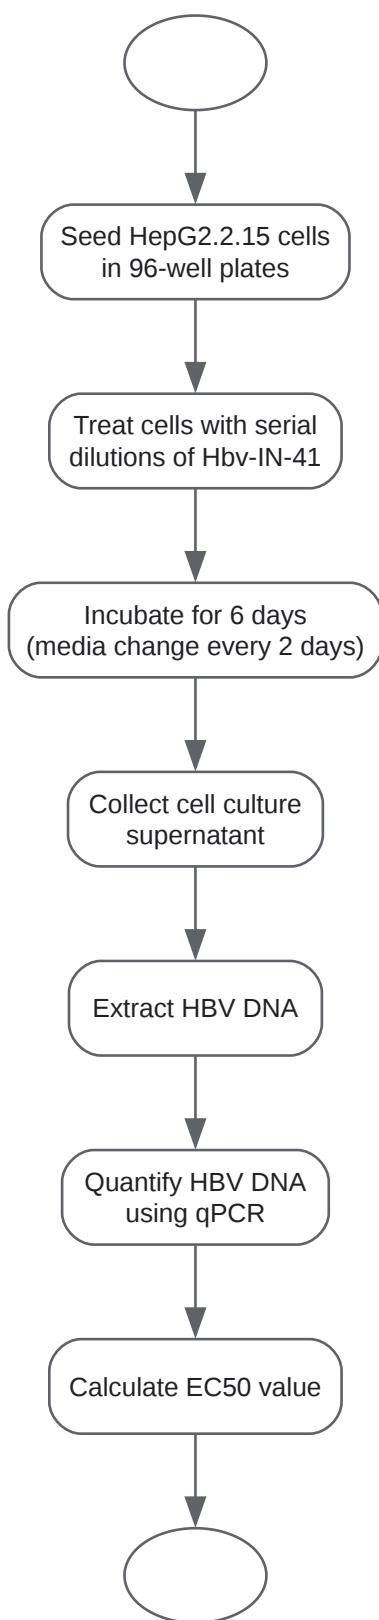 Seed HepG2.2.15 cells
in 96-well plates
Treat cells with serial
dilutions of Hbv-IN-41
Incubate for 6 days
(media change every 2 days)
Collect cell culture
supernatant
Extract HBV DNA
Quantify HBV DNA
using qPCR
Calculate EC50 value